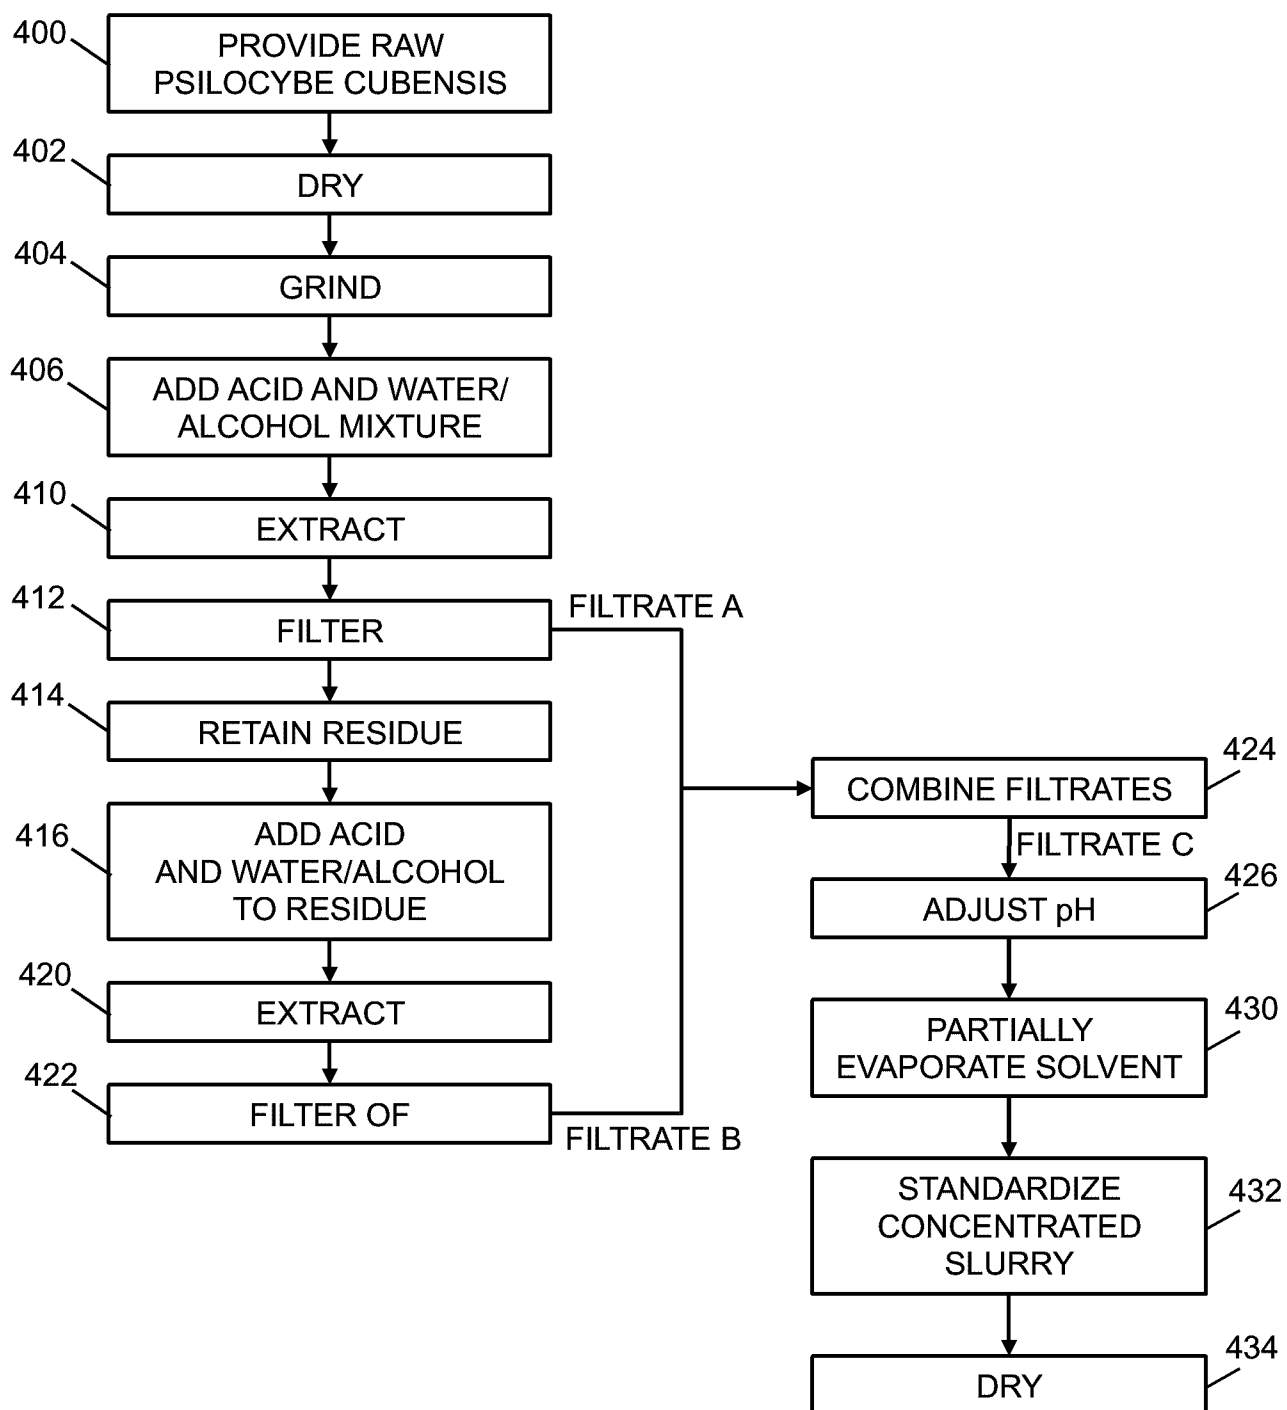 400
PROVIDE RAW
PSILOCYBE CUBENSIS
402
DRY
404
GRIND
406
ADD ACID AND WATER/
ALCOHOL MIXTURE
410
EXTRACT
412
FILTER
FILTRATE A
414
RETAIN RESIDUE
416
ADD ACID
AND WATER/ALCOHOL
TO RESIDUE
420
EXTRACT
422
FILTER OF
FILTRATE B
424
COMBINE FILTRATES
FILTRATE C
426
ADJUST pH
430
PARTIALLY
EVAPORATE SOLVENT
432
STANDARDIZE
CONCENTRATED
SLURRY
434
DRY